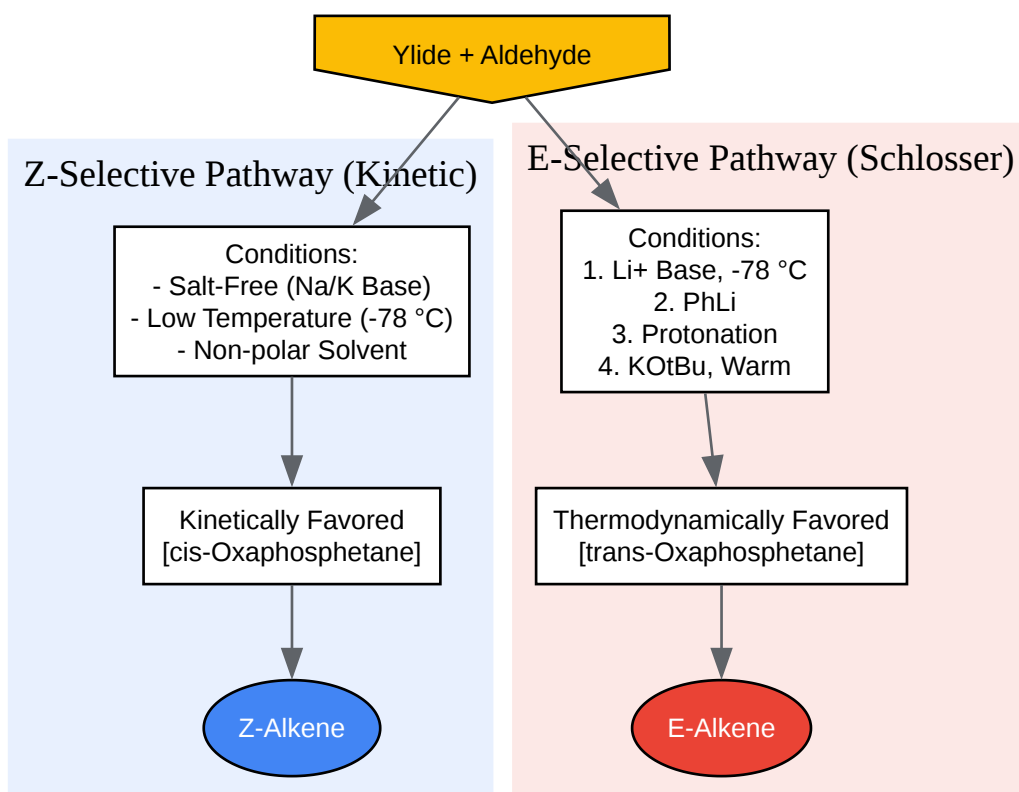 Ylide + Aldehyde
Z-Selective Pathway (Kinetic)
Conditions:
- Salt-Free (Na/K Base)
- Low Temperature (-78 °C)
- Non-polar Solvent
Kinetically Favored
[cis-Oxaphosphetane]
Z-Alkene
E-Selective Pathway (Schlosser)
Conditions:
1. Li+ Base, -78 °C
2. PhLi
3. Protonation
4. KOtBu, Warm
Thermodynamically Favored
[trans-Oxaphosphetane]
E-Alkene